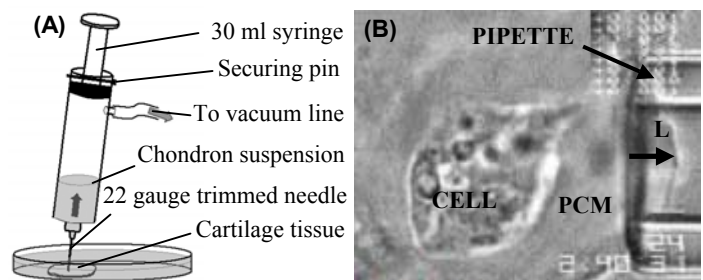 (A)
30 ml syringe
Securing pin
To vacuum line
Chondron suspension
22 gauge trimmed needle
Cartilage tissue
(B)
PIPETTE
L
CELL
PCM